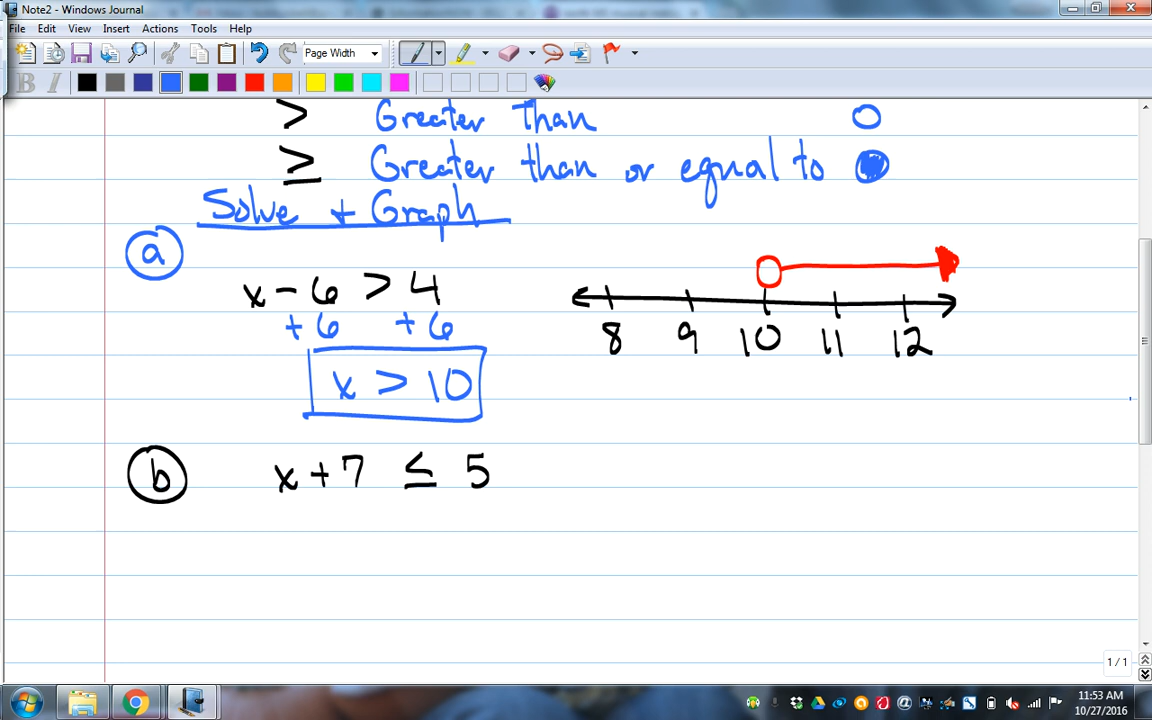 Note2 - Windows Journal
File Edit View Insert Actions Tools Help
Page Width
B I
> Greater Than
≥ Greater than or equal to
Solve + Graph
a
x - 6 > 4
+6 +6
x > 10
8 9 10 11 12
b
x + 7 ≤ 5
1 / 1
11:53 AM
10/27/2016